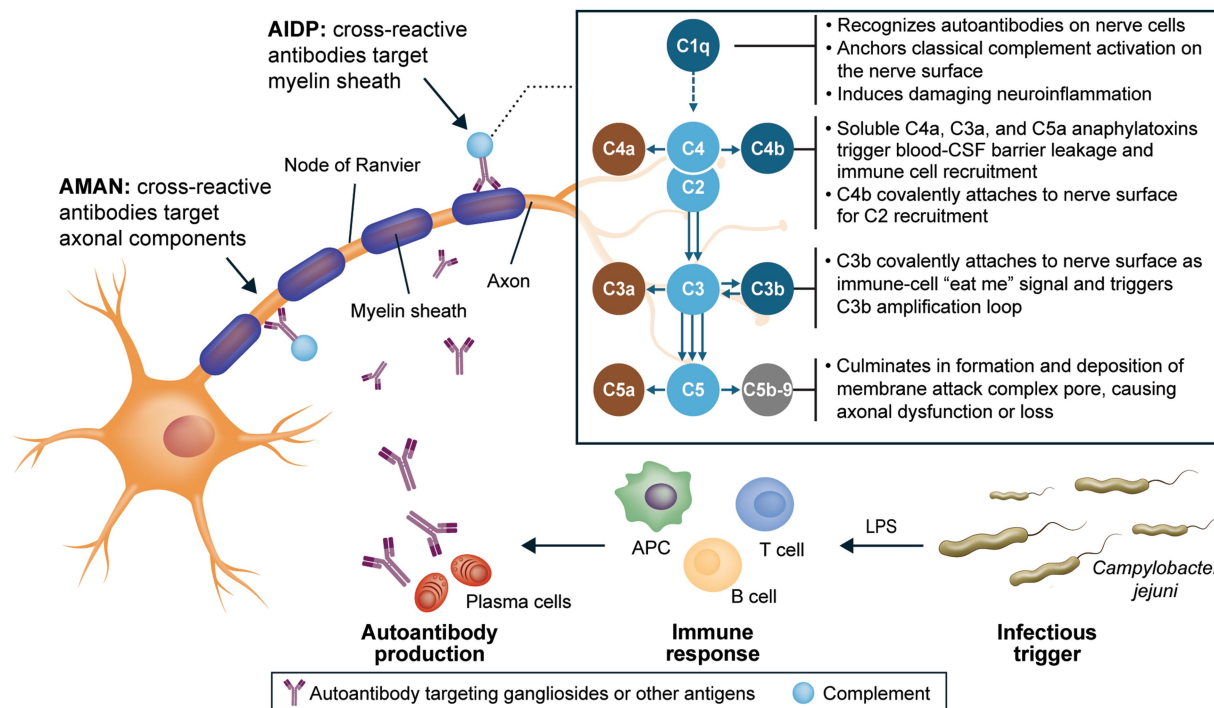 AIDP: cross-reactive
antibodies target
myelin sheath
Node of Ranvier
AMAN: cross-reactive
antibodies target
axonal components
Myelin sheath
Axon
C1q
• Recognizes autoantibodies on nerve cells
• Anchors classical complement activation on
the nerve surface
• Induces damaging neuroinflammation
C4a
C4
C4b
C2
• Soluble C4a, C3a, and C5a anaphylatoxins
trigger blood-CSF barrier leakage and
immune cell recruitment
• C4b covalently attaches to nerve surface
for C2 recruitment
C3a
C3
C3b
• C3b covalently attaches to nerve surface as
immune-cell “eat me” signal and triggers
C3b amplification loop
C5a
C5
C5b-9
• Culminates in formation and deposition of
membrane attack complex pore, causing
axonal dysfunction or loss
Plasma cells
APC
T cell
B cell
LPS
Campylobacter
jejuni
Autoantibody
production
Immune
response
Infectious
trigger
Autoantibody targeting gangliosides or other antigens
Complement